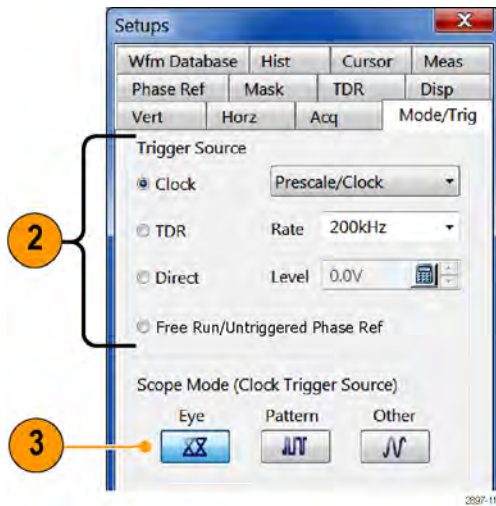 Setups X
Wfm Database Hist Cursor Meas
Phase Ref Mask TDR Disp
Vert Horz Acq Mode/Trig
Trigger Source
Clock Prescale/Clock
2
TDR Rate 200kHz
Direct Level 0.0V
Free Run/Untriggered Phase Ref
Scope Mode (Clock Trigger Source)
Eye Pattern Other
3
2897-11